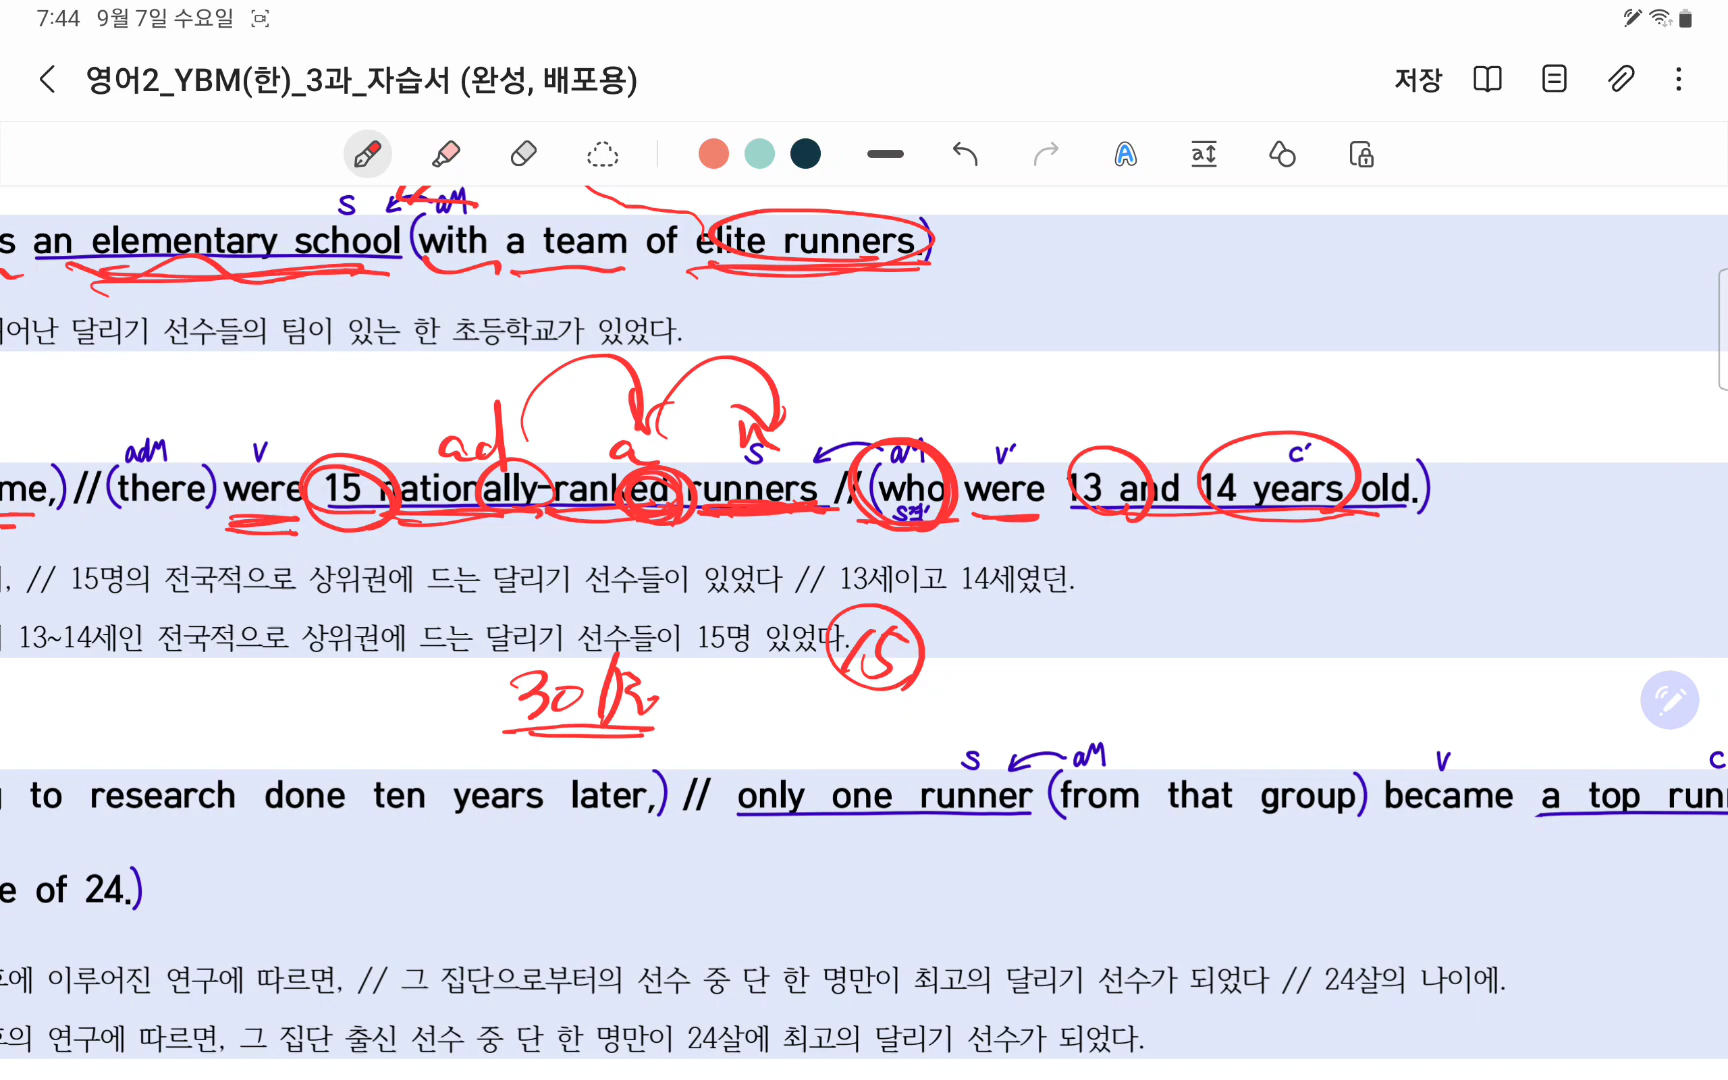 7:44 9월 7일 수요일
영어2_YBM(한)_3과_자습서 (완성, 배포용)
저장
S aM
s an elementary school (with a team of elite runners.)
어난 달리기 선수들의 팀이 있는 한 초등학교가 있었다.
ad a n
adM V S aM V' C'
me,) // (there) were 15 nationally-ranked runners // (who were 13 and 14 years old.)
, // 15명의 전국적으로 상위권에 드는 달리기 선수들이 있었다 // 13세이고 14세였던.
13~14세인 전국적으로 상위권에 드는 달리기 선수들이 15명 있었다.
15
30
S aM V C
to research done ten years later,) // only one runner (from that group) became a top run
e of 24.)
에 이루어진 연구에 따르면, // 그 집단으로부터의 선수 중 단 한 명만이 최고의 달리기 선수가 되었다 // 24살의 나이에.
의 연구에 따르면, 그 집단 출신 선수 중 단 한 명만이 24살에 최고의 달리기 선수가 되었다.